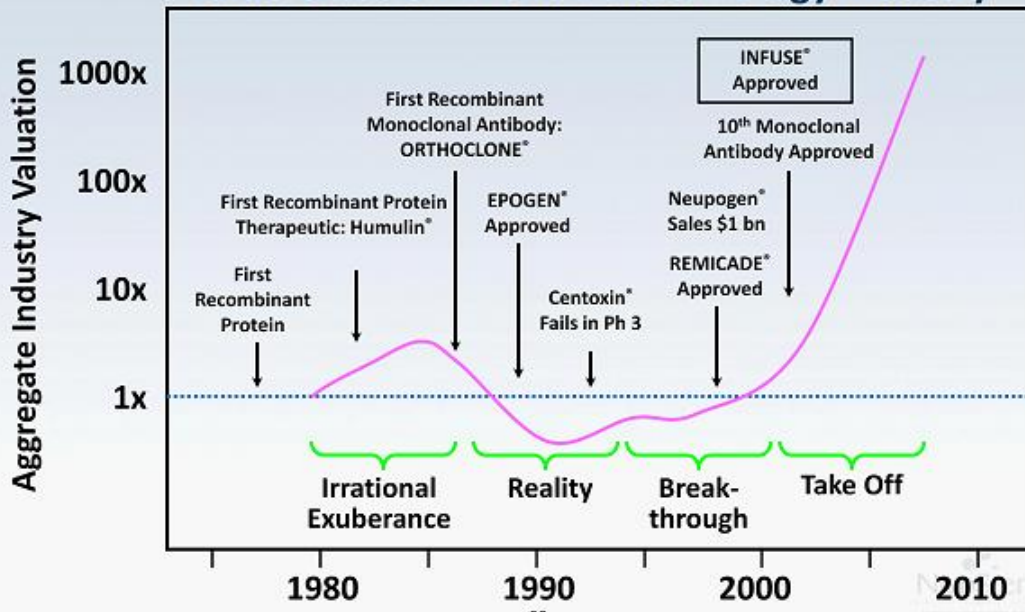 Aggregate Industry Valuation
1000x
100x
10x
1x
First
Recombinant
Protein
First Recombinant Protein
Therapeutic: Humulin®
First Recombinant
Monoclonal Antibody:
ORTHOCLONE®
EPOGEN®
Approved
Centoxin®
Fails in Ph 3
Neupogen®
Sales $1 bn
REMICADE®
Approved
INFUSE®
Approved
10th Monoclonal
Antibody Approved
Irrational
Exuberance
Reality
Break-
through
Take Off
1980
1990
2000
2010